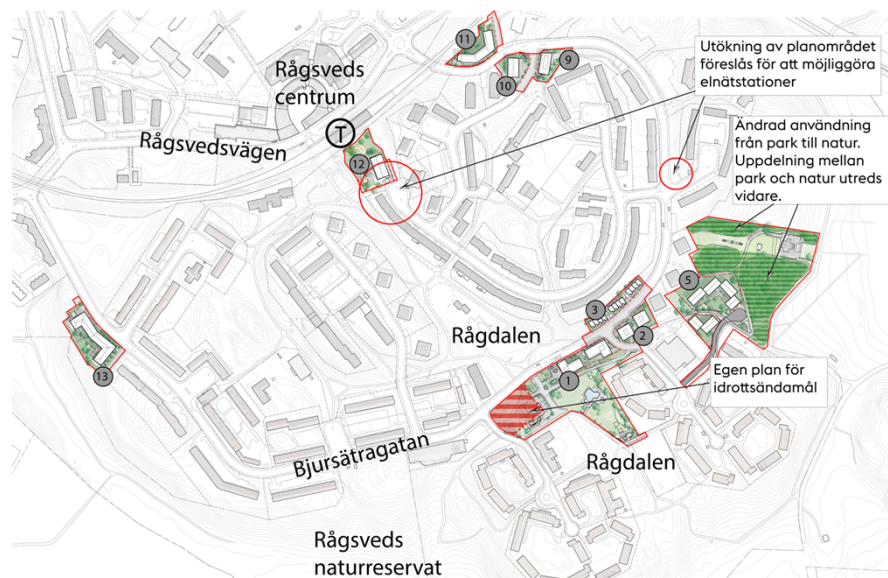 11
Rågsveds
centrum
10
9
Utökning av planområdet
föreslås för att möjliggöra
elnätstationer
Rågsvedsvägen
T
12
Ändrad användning
från park till natur.
Uppdelning mellan
park och natur utreds
vidare.
5
3
Rågdalen
2
13
1
Egen plan för
idrottsändamål
Bjursätragatan
Rågdalen
Rågsveds
naturreservat